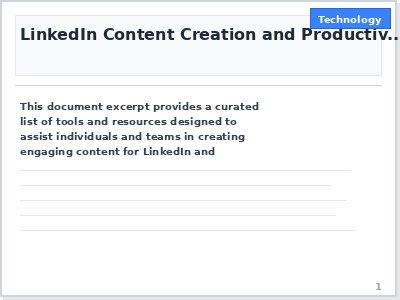 Technology
LinkedIn Content Creation and Productiv...
This document excerpt provides a curated
list of tools and resources designed to
assist individuals and teams in creating
engaging content for LinkedIn and
1